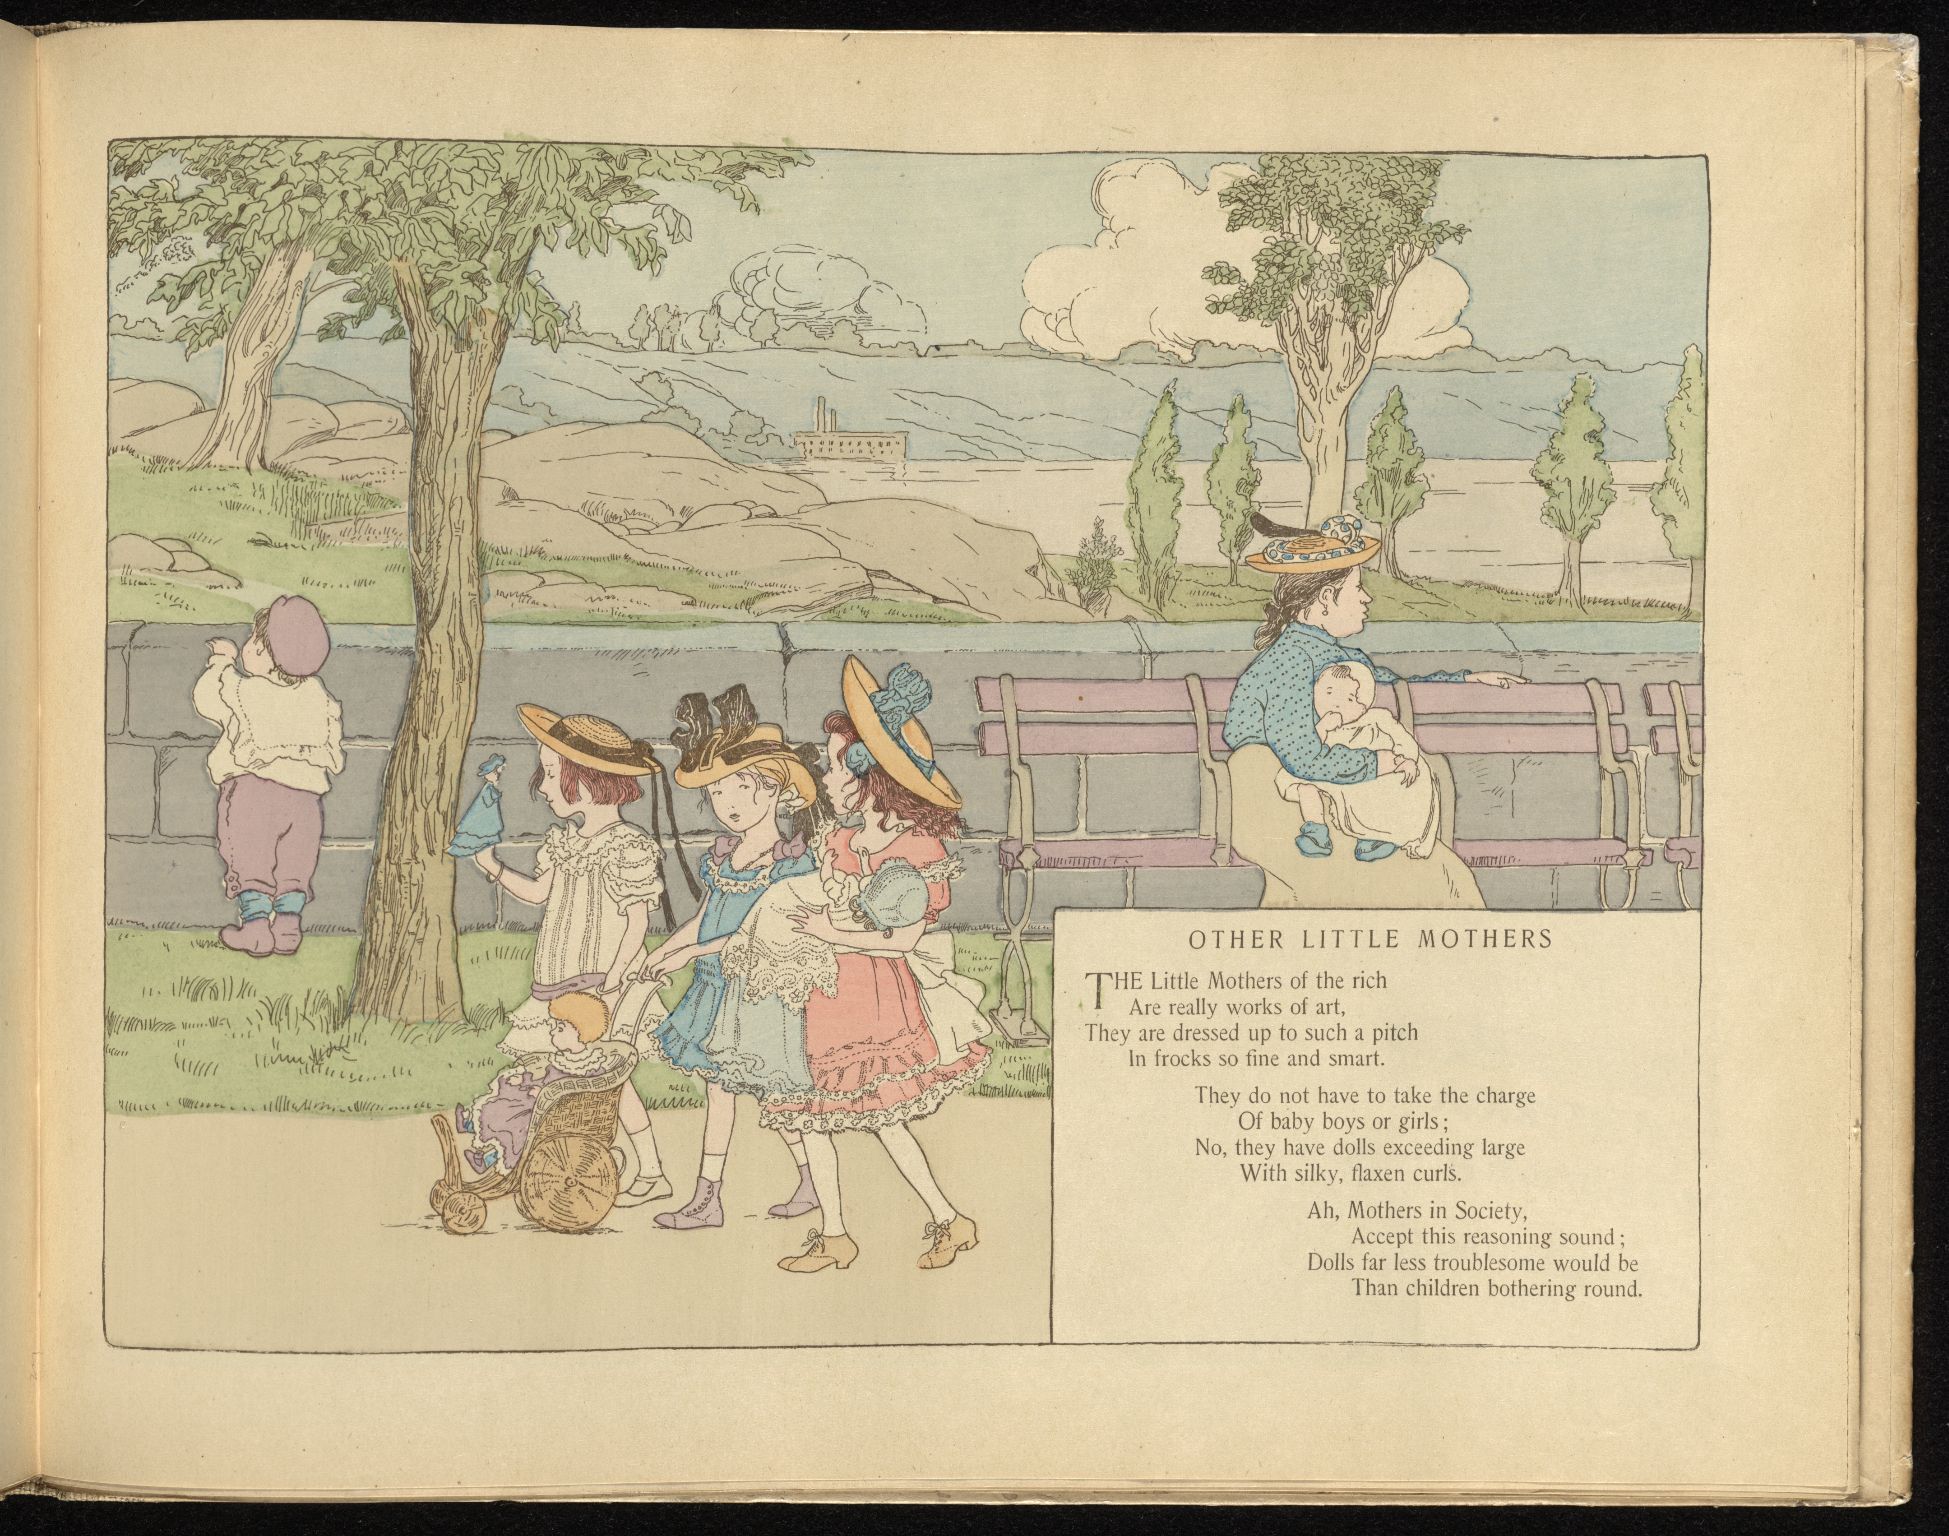 OTHER LITTLE MOTHERS
THE Little Mothers of the rich
Are really works of art,
They are dressed up to such a pitch
In frocks so fine and smart.
They do not have to take the charge
Of baby boys or girls;
No, they have dolls exceeding large
With silky, flaxen curls.
Ah, Mothers in Society,
Accept this reasoning sound;
Dolls far less troublesome would be
Than children bothering round.